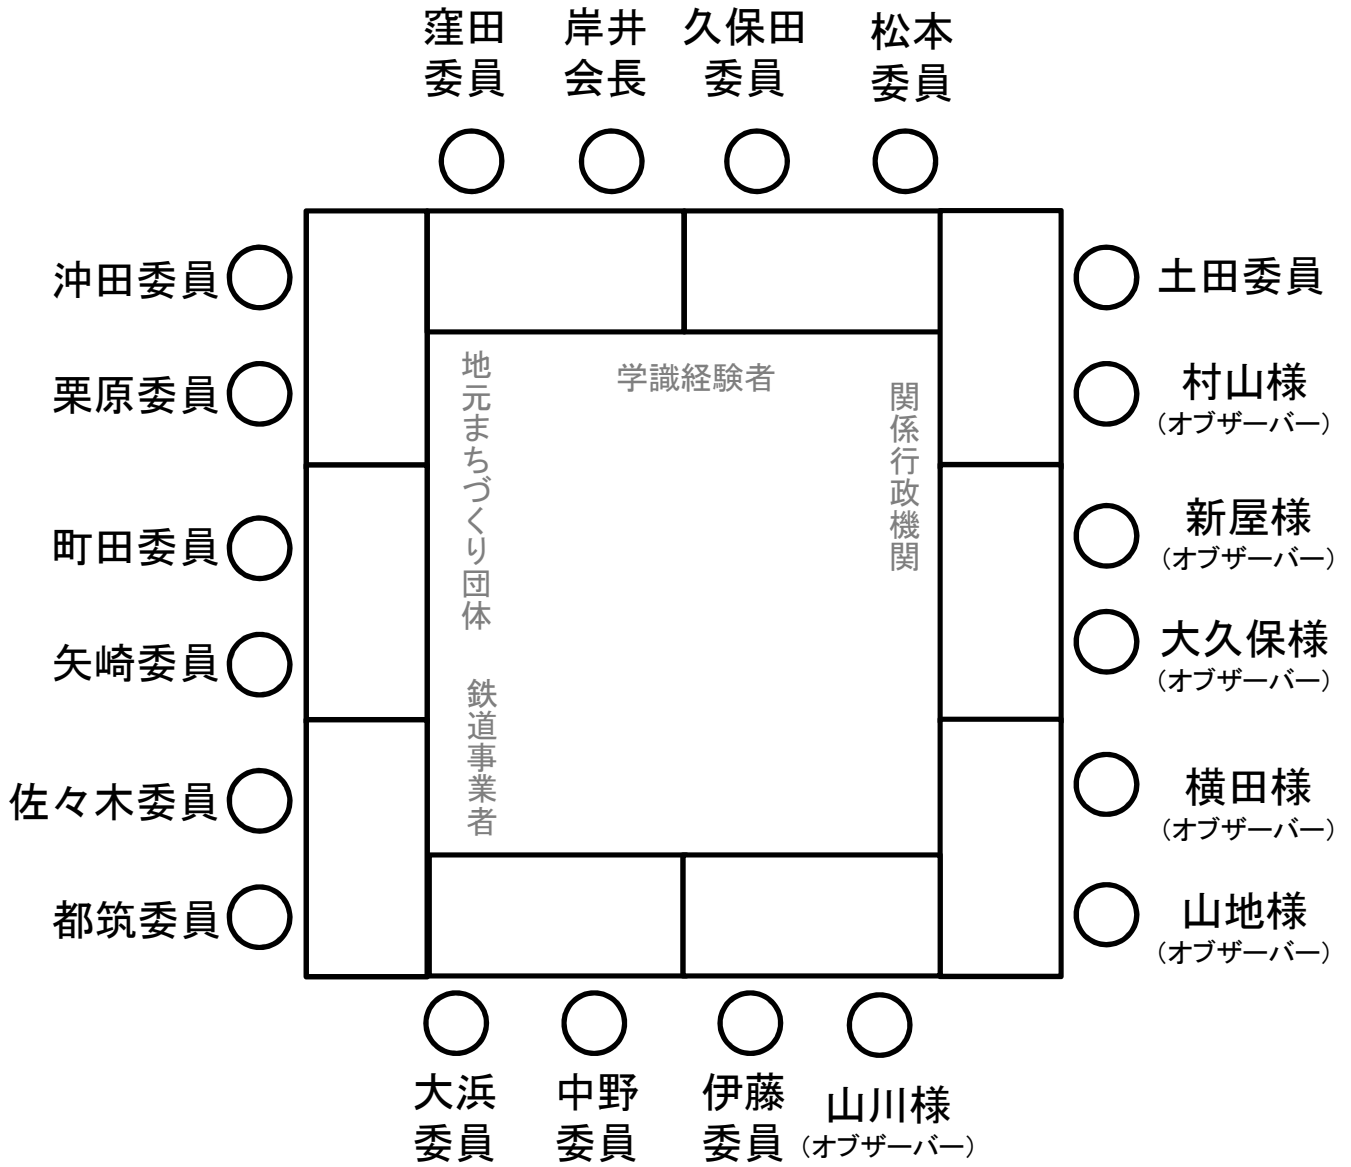 窪田
委員
岸井
会長
久保田
委員
松本
委員
沖田委員
栗原委員
町田委員
矢崎委員
佐々木委員
都筑委員
地元まちづくり団体
鉄道事業者
学識経験者
関係行政機関
土田委員
村山様
（オブザーバー）
新屋様
（オブザーバー）
大久保様
（オブザーバー）
横田様
（オブザーバー）
山地様
（オブザーバー）
大浜
委員
中野
委員
伊藤
委員
山川様
（オブザーバー）